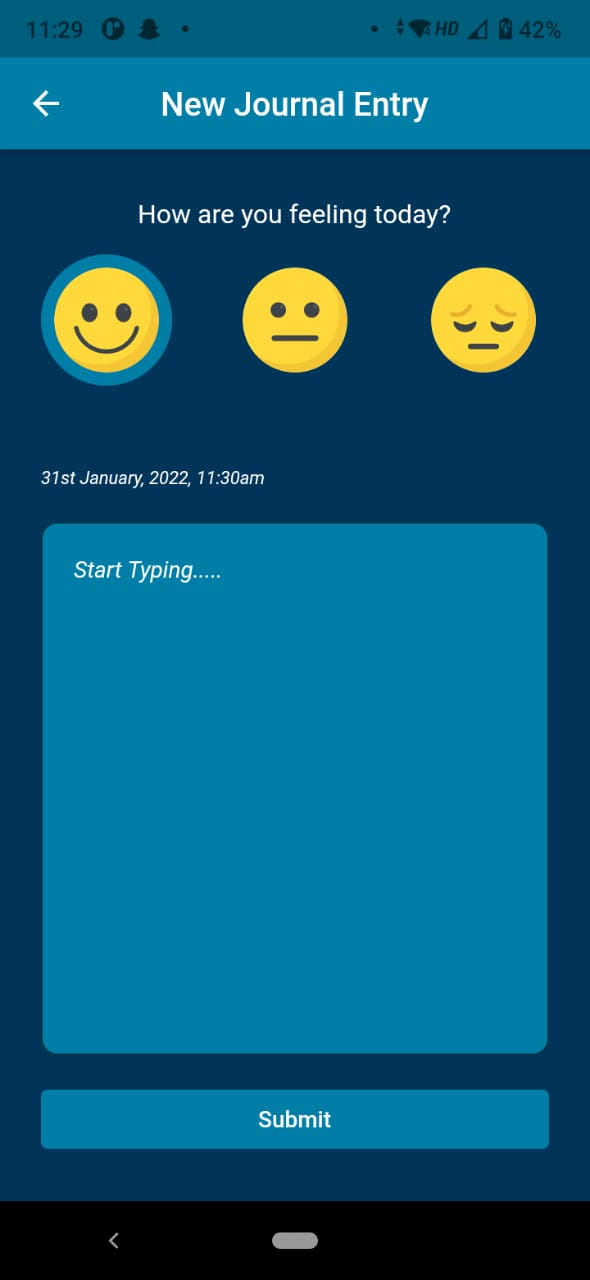 11:29 HD 42%
New Journal Entry
How are you feeling today?
31st January, 2022, 11:30am
Start Typing.....
Submit